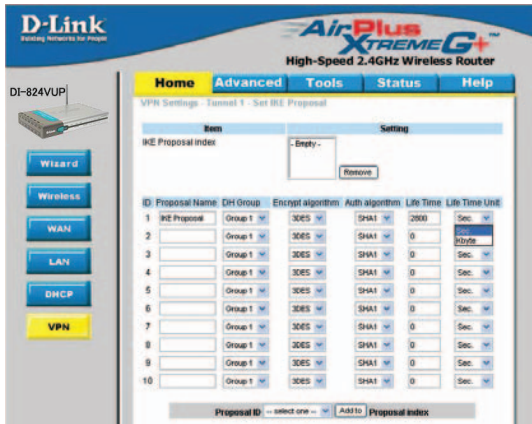 D-Link
Building Networks for People
AirPlus
XTREME G+
High-Speed 2.4GHz Wireless Router
DI-824VUP
Home Advanced Tools Status Help
VPN Settings - Tunnel 1 - Set IKE Proposal
Item Setting
IKE Proposal index - Empty -
Remove
Wizard
Wireless
WAN
LAN
DHCP
VPN
ID Proposal Name DH Group Encrypt algorithm Auth algorithm Life Time Life Time Unit
1 IKE Proposal Group 1 3DES SHA1 2800 Sec.
2 Group 1 3DES SHA1 0 Sec.
Kbyte
3 Group 1 3DES SHA1 0 Sec.
4 Group 1 3DES SHA1 0 Sec.
5 Group 1 3DES SHA1 0 Sec.
6 Group 1 3DES SHA1 0 Sec.
7 Group 1 3DES SHA1 0 Sec.
8 Group 1 3DES SHA1 0 Sec.
9 Group 1 3DES SHA1 0 Sec.
10 Group 1 3DES SHA1 0 Sec.
Proposal ID -- select one -- Add to Proposal index